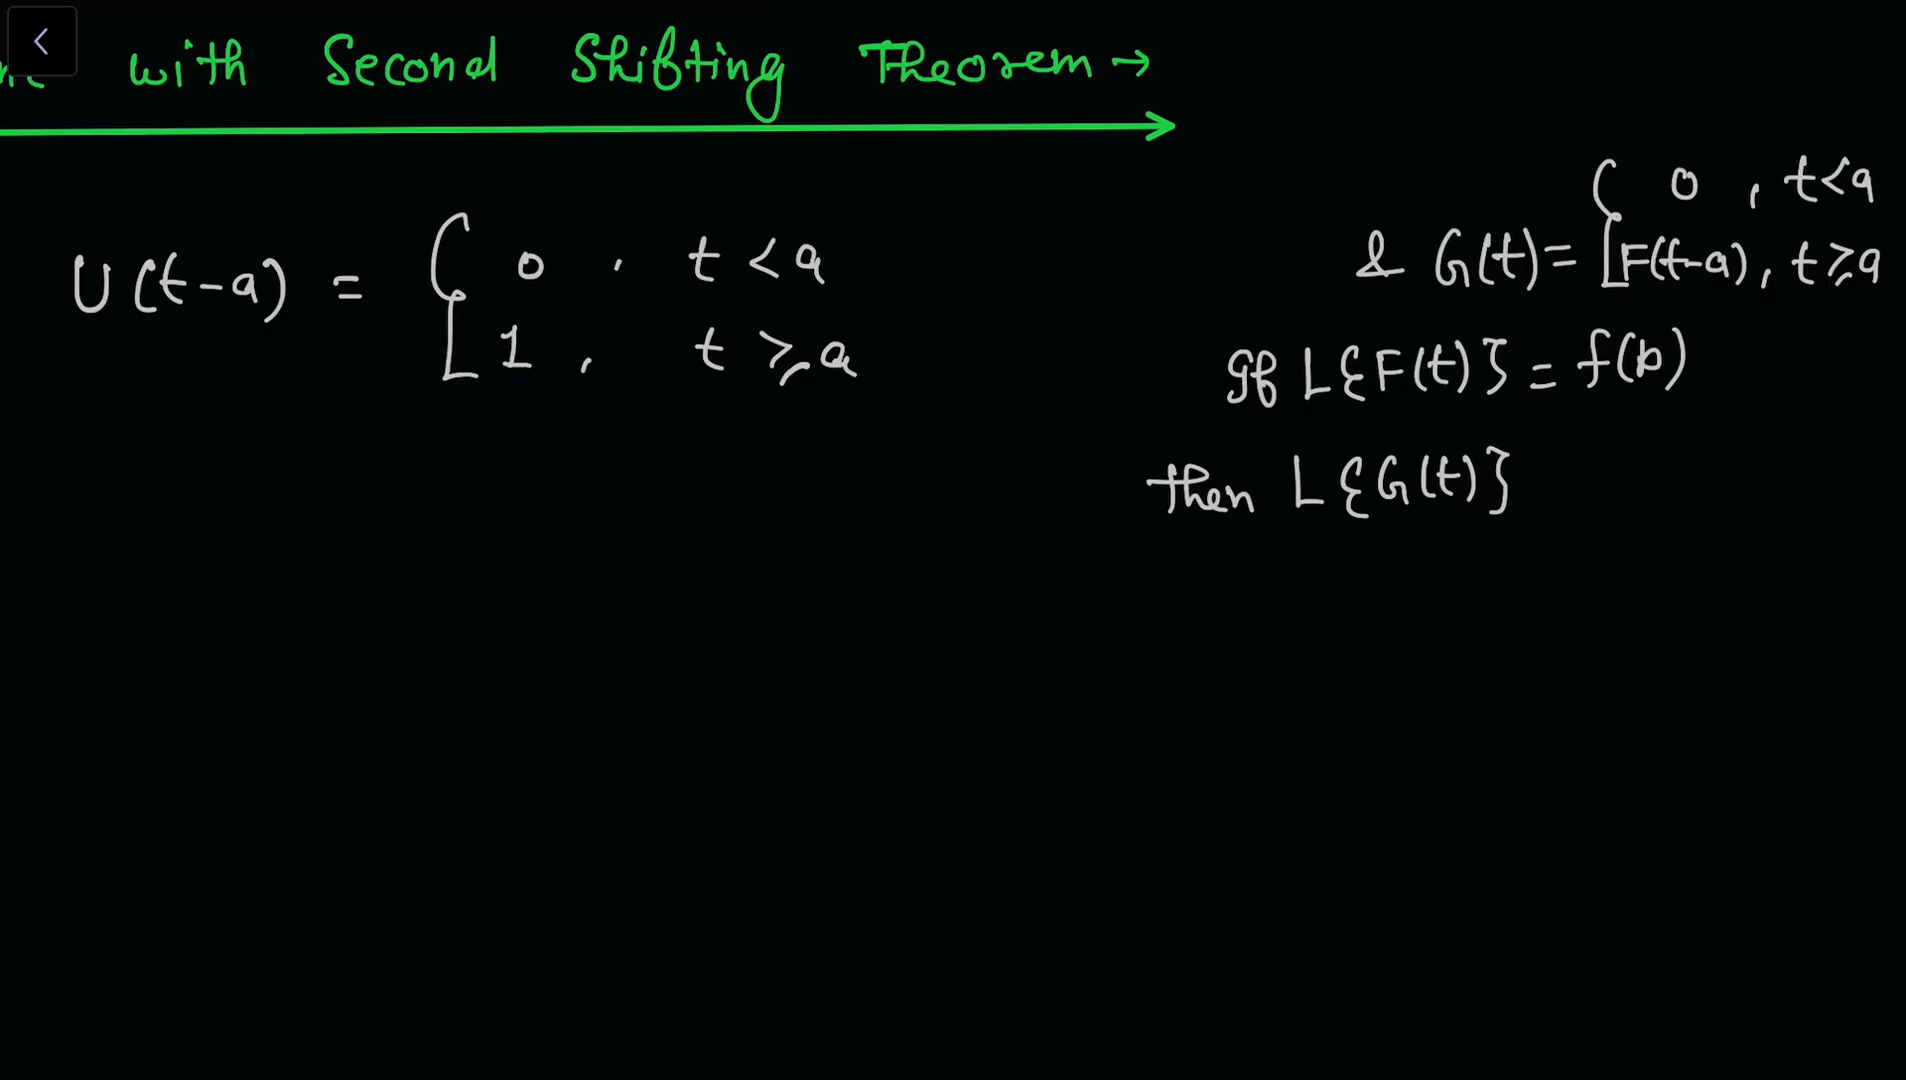 with Second Shifting Theorem →
U(t-a) = { 0 , t < a
1 , t ⩾ a
& G(t) = { 0 , t < a
F(t-a) , t ⩾ a
If L{F(t)} = f(p)
then L{G(t)}